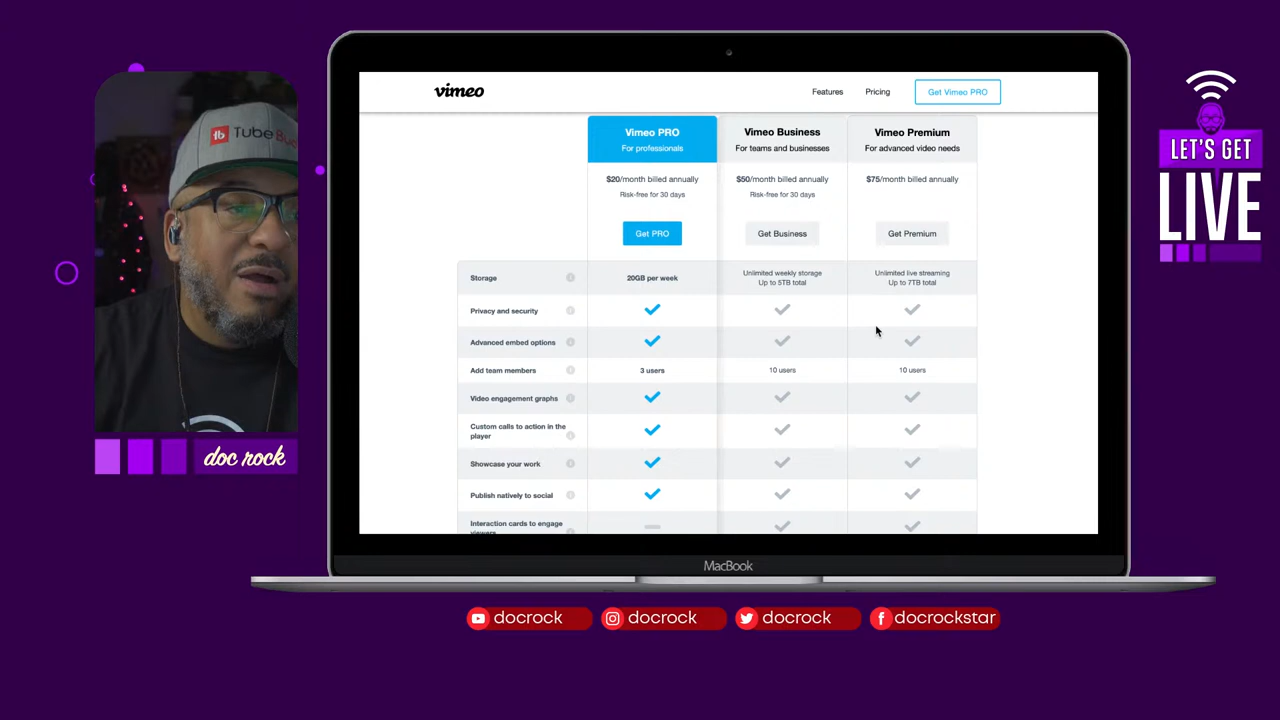 TubeBu
doc rock
vimeo
Features
Pricing
Get Vimeo PRO
Vimeo PRO
For professionals
Vimeo Business
For teams and businesses
Vimeo Premium
For advanced video needs
$20/month billed annually
Risk-free for 30 days
$50/month billed annually
Risk-free for 30 days
$75/month billed annually
Get PRO
Get Business
Get Premium
Storage
20GB per week
Unlimited weekly storage
Up to 5TB total
Unlimited live streaming
Up to 7TB total
Privacy and security
Advanced embed options
Add team members
3 users
10 users
10 users
Video engagement graphs
Custom calls to action in the
player
Showcase your work
Publish natively to social
Interaction cards to engage
viewers
MacBook
docrock
docrock
docrock
docrockstar
LET'S GET
LIVE